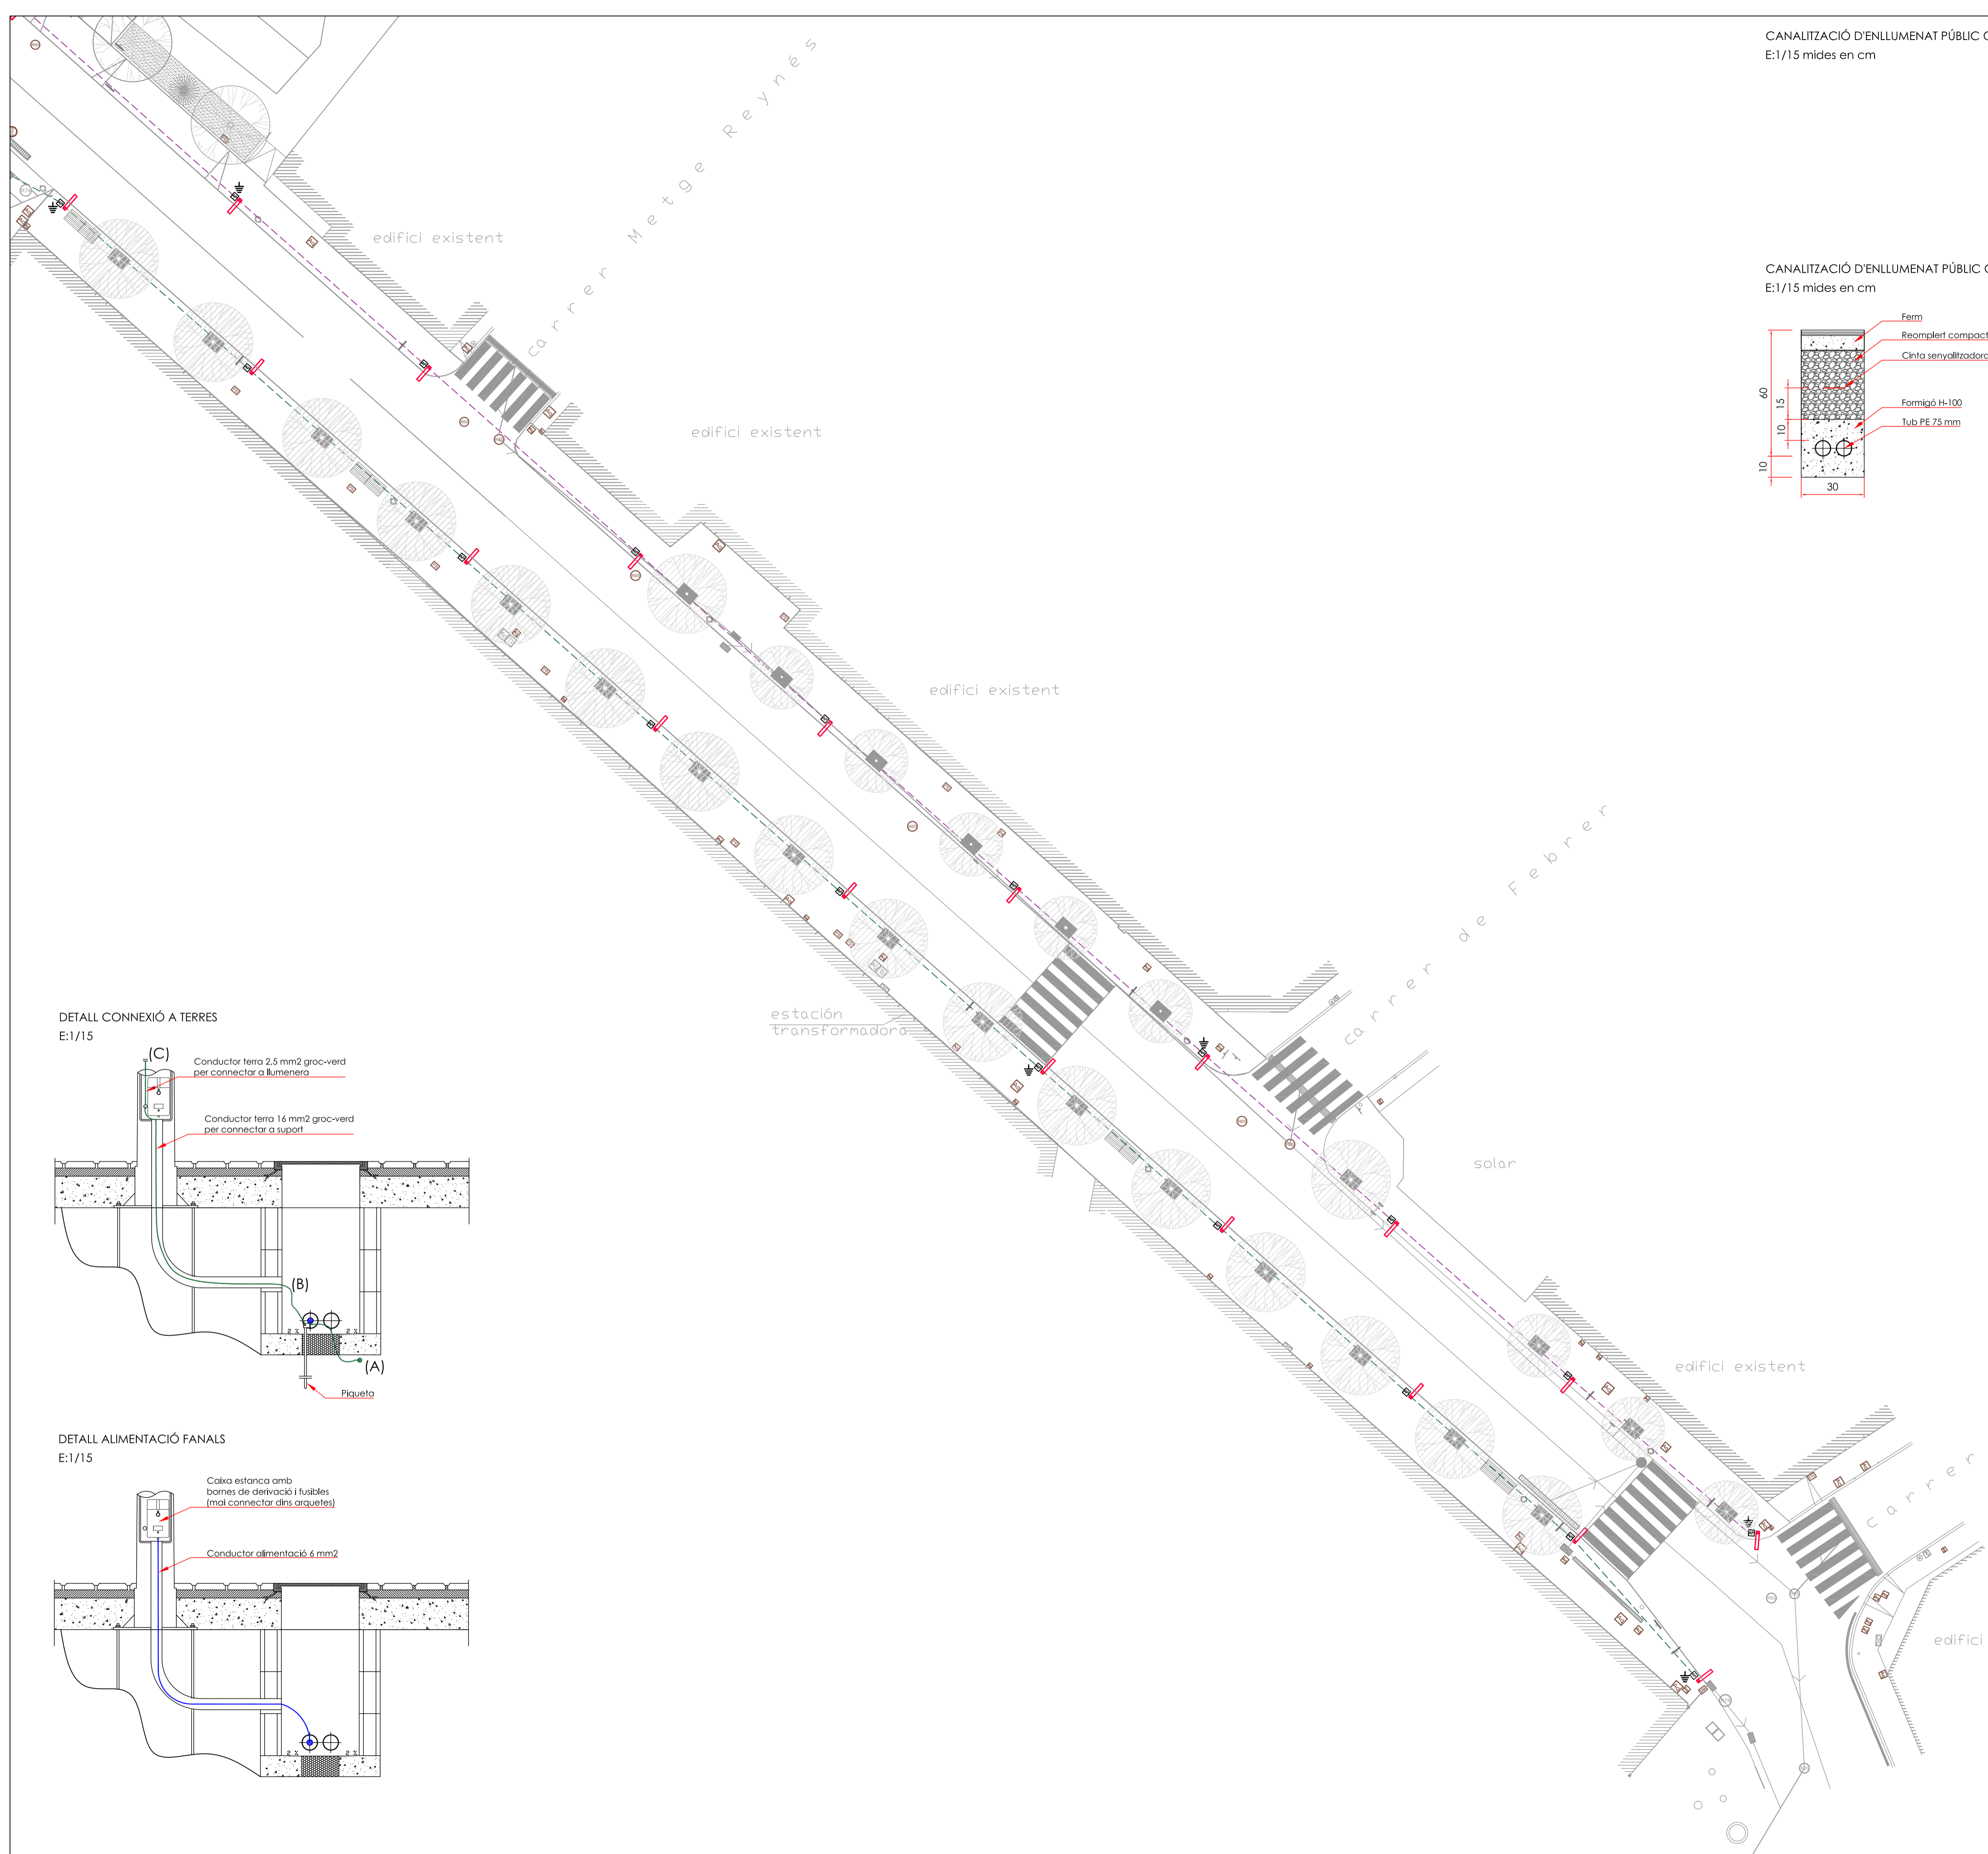 CANALITZACIÓ D'ENLLUMENAT PÚBLIC
E:1/15 mides en cm
CANALITZACIÓ D'ENLLUMENAT PÚBLIC
E:1/15 mides en cm
Ferm
Reomplert compact
Cinta senyalitzadora
Formigó H-100
Tub PE 75 mm
60
15
10
10
30
carrer Metge Reynés
edifici existent
edifici existent
edifici existent
carrer de Febrer
estación
transformadora
solar
edifici existent
carrer
edifici
DETALL CONNEXIÓ A TERRES
E:1/15
(C)
Conductor terra 2,5 mm2 groc-verd
per connectar a llumenera
Conductor terra 16 mm2 groc-verd
per connectar a suport
(B)
2 %
2 %
(A)
Piqueta
DETALL ALIMENTACIÓ FANALS
E:1/15
Caixa estanca amb
bornes de derivació i fusibles
(mai connectar dins arquetes)
Conductor alimentació 6 mm2
2 %
2 %